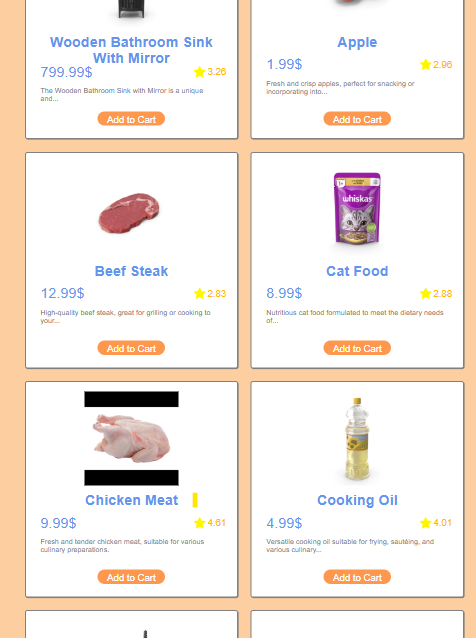 Wooden Bathroom Sink
With Mirror
799.99$
3.26
The Wooden Bathroom Sink with Mirror is a unique
and...
Add to Cart
Apple
1.99$
2.96
Fresh and crisp apples, perfect for snacking or
incorporating into...
Add to Cart
Beef Steak
12.99$
2.83
High-quality beef steak, great for grilling or cooking to
your...
Add to Cart
whiskas
Cat Food
8.99$
2.88
Nutritious cat food formulated to meet the dietary needs
of...
Add to Cart
Chicken Meat
9.99$
4.61
Fresh and tender chicken meat, suitable for various
culinary preparations.
Add to Cart
Cooking Oil
4.99$
4.01
Versatile cooking oil suitable for frying, sautéing, and
various culinary...
Add to Cart